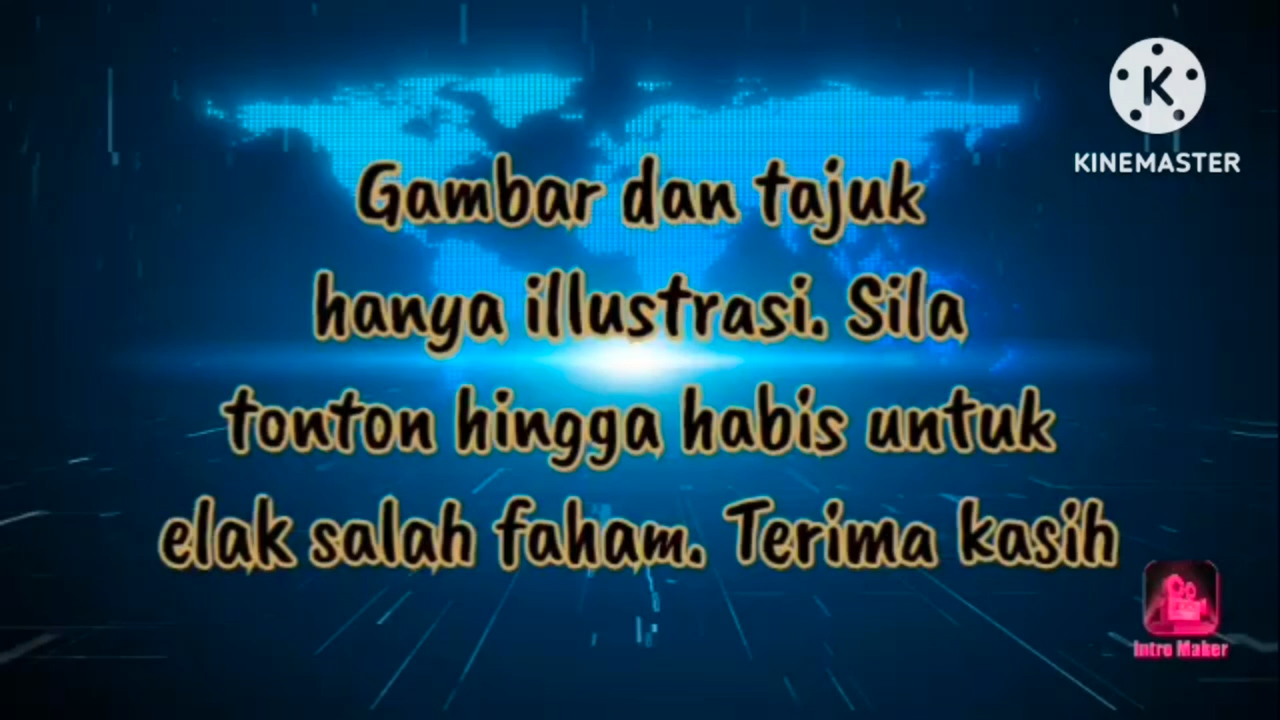 K
KINEMASTER
Gambar dan tajuk
hanya illustrasi. Sila
tonton hingga habis untuk
elak salah faham. Terima kasih
Intro Maker